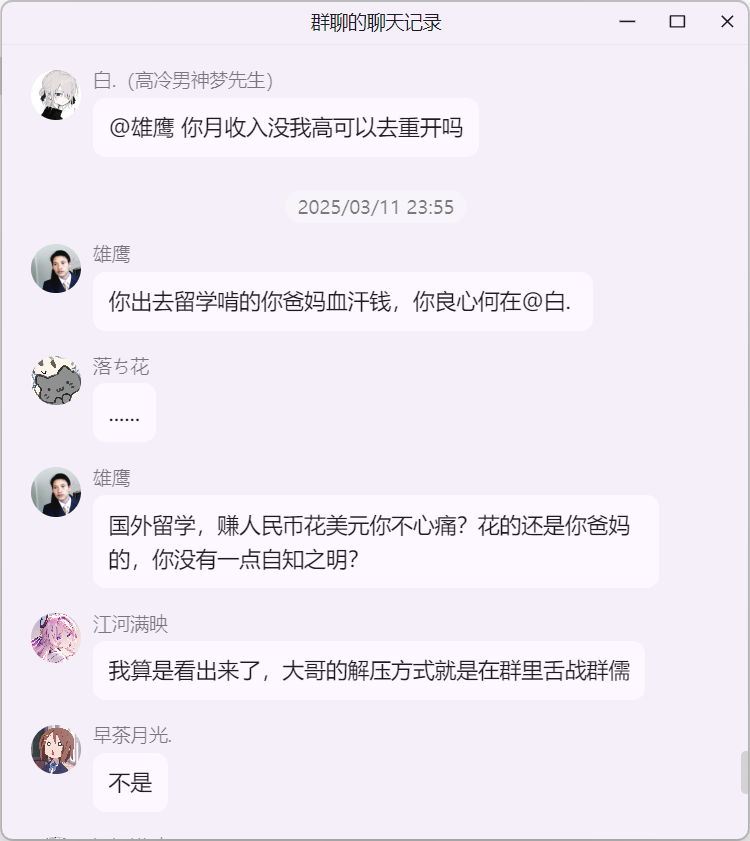 群聊的聊天记录
白.（高冷男神梦先生）
@雄鹰 你月收入没我高可以去重开吗
2025/03/11 23:55
雄鹰
你出去留学啃的你爸妈血汗钱，你良心何在@白.
落ち花
......
雄鹰
国外留学，赚人民币花美元你不心痛？花的还是你爸妈
的，你没有一点自知之明？
江河满映
我算是看出来了，大哥的解压方式就是在群里舌战群儒
早茶月光.
不是